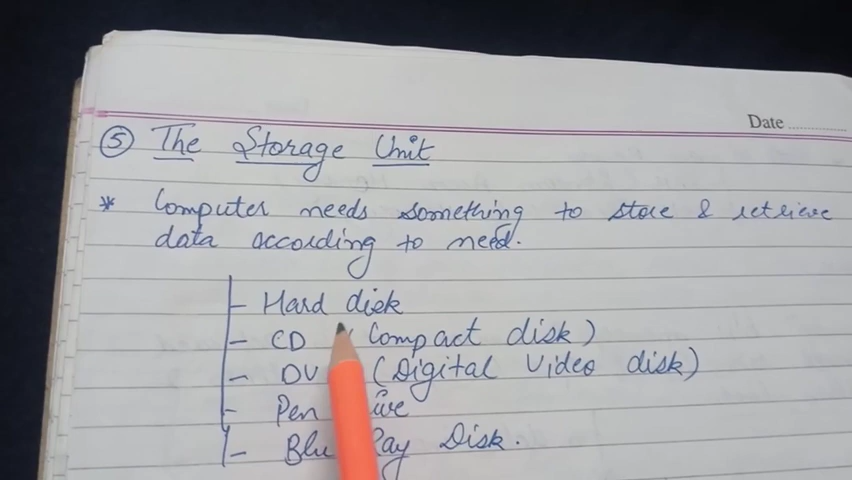 Date
⑤ The Storage Unit
* Computer needs something to store & retrieve
data according to need.
- Hard disk
- CD (Compact disk)
- DV (Digital Video disk)
- Pen
- Blu Ray Disk.